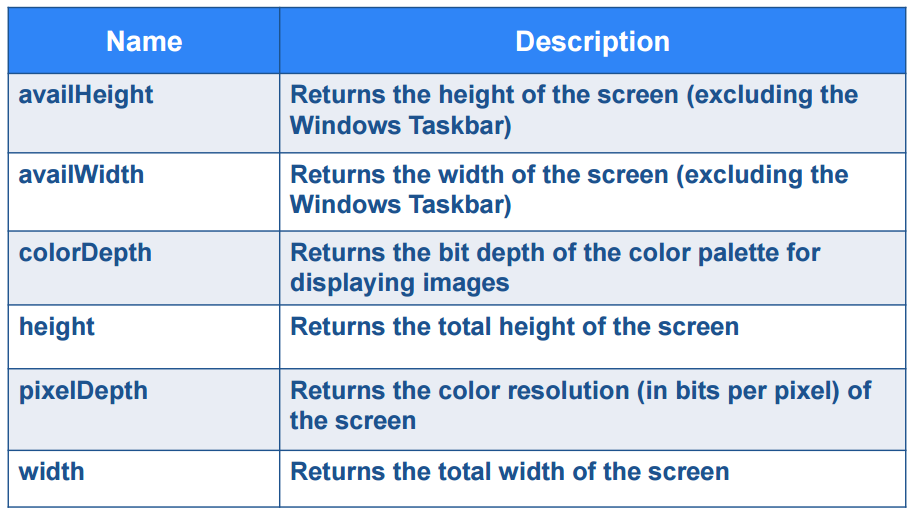 Name
Description
availHeight
Returns the height of the screen (excluding the
Windows Taskbar)
availWidth
Returns the width of the screen (excluding the
Windows Taskbar)
colorDepth
Returns the bit depth of the color palette for
displaying images
height
Returns the total height of the screen
pixelDepth
Returns the color resolution (in bits per pixel) of
the screen
width
Returns the total width of the screen